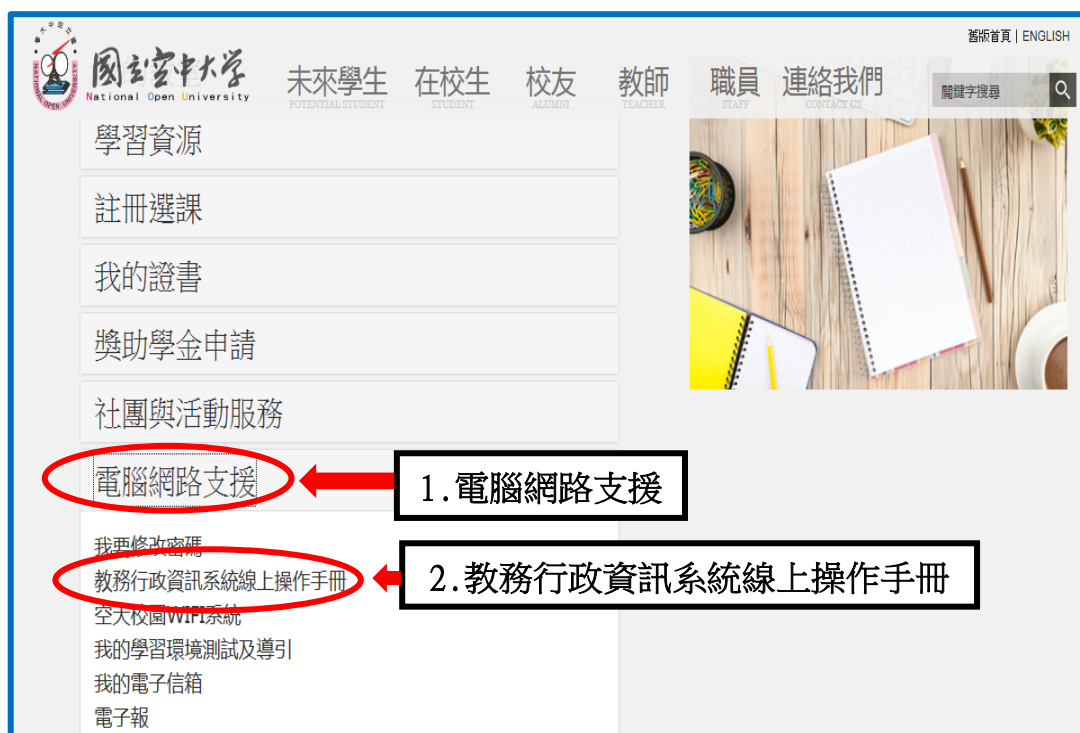 舊版首頁 | ENGLISH
國立空中大學
National Open University
NATIONAL OPEN UNIVERSITY
未來學生 在校生 校友 教師 職員 連絡我們
POTENTIAL STUDENT STUDENT ALUMNI TEACHER STAFF CONTACT US
關鍵字搜尋
學習資源
註冊選課
我的證書
獎助學金申請
社團與活動服務
電腦網路支援
1.電腦網路支援
我要修改密碼
教務行政資訊系統線上操作手冊
2.教務行政資訊系統線上操作手冊
空大校園WIFI系統
我的學習環境測試及導引
我的電子信箱
電子報